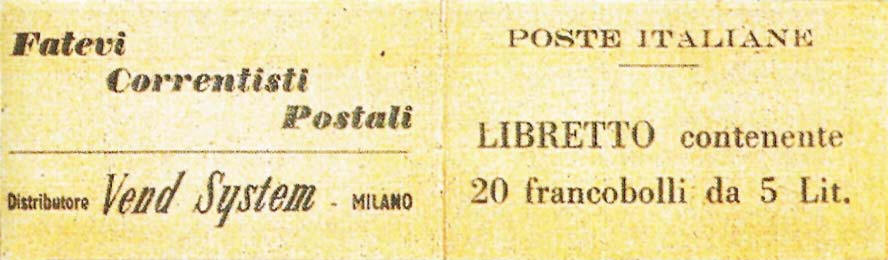 Fatevi
Correntisti
Postali
Distributore Vend System - MILANO
POSTE ITALIANE
LIBRETTO contenente
20 francobolli da 5 Lit.